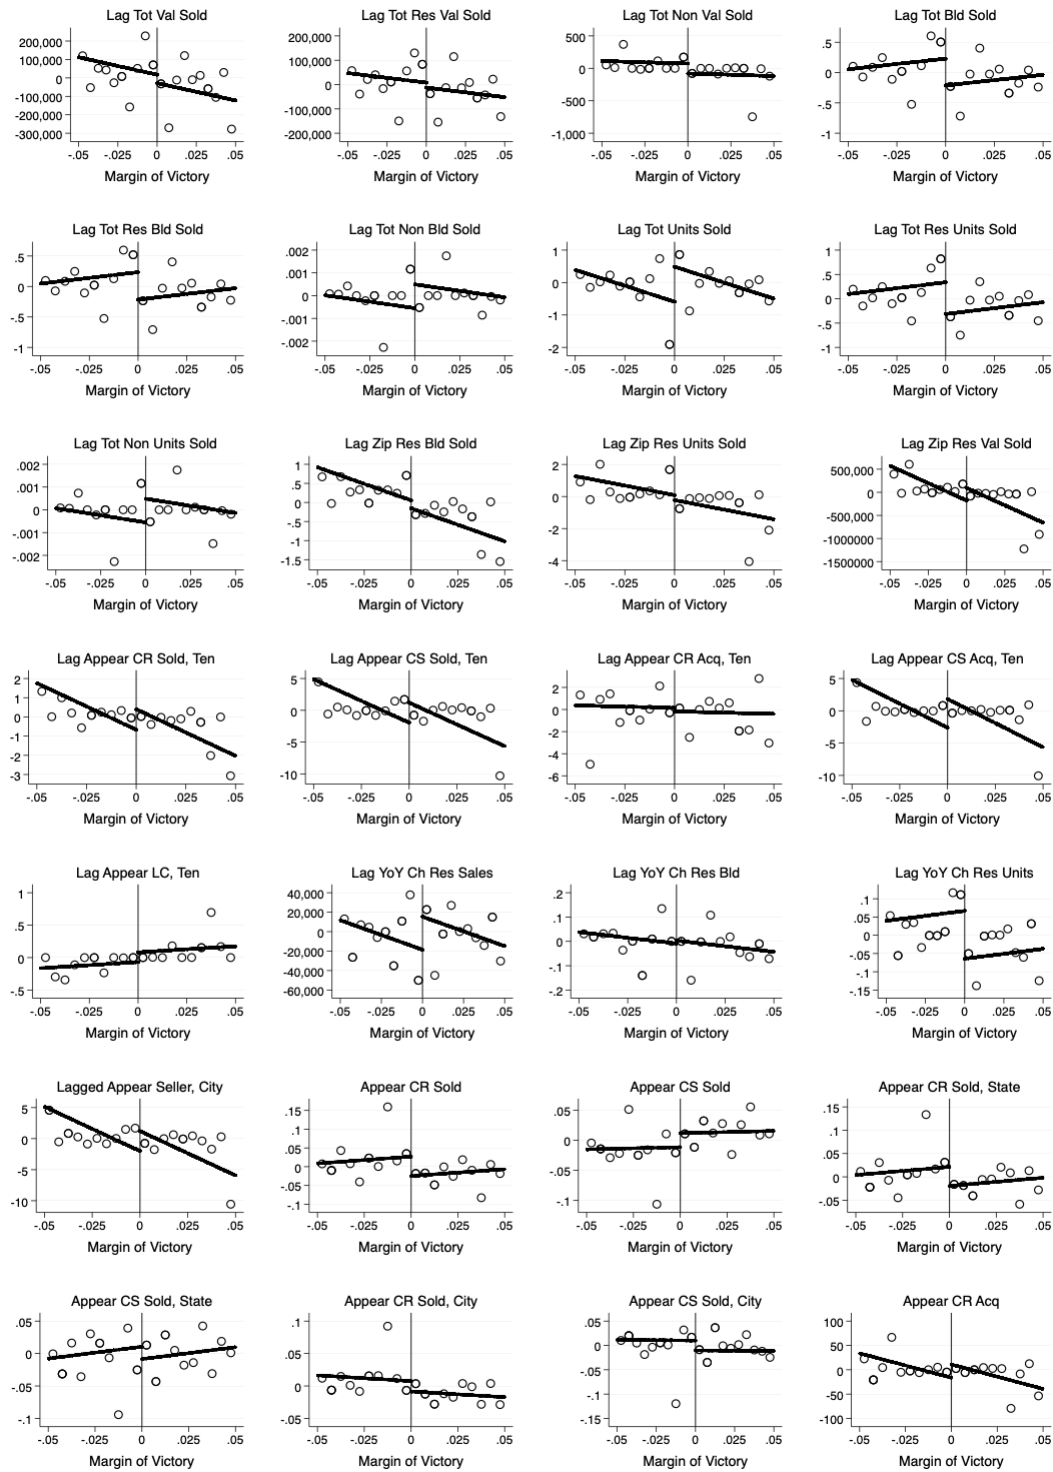 Lag Tot Val Sold
200,000
100,000
0
-100,000
-200,000
-300,000
-.05 -.025 0 .025 .05
Margin of Victory
Lag Tot Res Val Sold
200,000
100,000
0
-100,000
-200,000
-.05 -.025 0 .025 .05
Margin of Victory
Lag Tot Non Val Sold
500
0
-500
-1,000
-.05 -.025 0 .025 .05
Margin of Victory
Lag Tot Bld Sold
.5
0
-.5
-1
-.05 -.025 0 .025 .05
Margin of Victory
Lag Tot Res Bld Sold
.5
0
-.5
-1
-.05 -.025 0 .025 .05
Margin of Victory
Lag Tot Non Bld Sold
.002
.001
0
-.001
-.002
-.05 -.025 0 .025 .05
Margin of Victory
Lag Tot Units Sold
1
0
-1
-2
-.05 -.025 0 .025 .05
Margin of Victory
Lag Tot Res Units Sold
1
.5
0
-.5
-1
-.05 -.025 0 .025 .05
Margin of Victory
Lag Tot Non Units Sold
.002
.001
0
-.001
-.002
-.05 -.025 0 .025 .05
Margin of Victory
Lag Zip Res Bld Sold
1
.5
0
-.5
-1
-1.5
-.05 -.025 0 .025 .05
Margin of Victory
Lag Zip Res Units Sold
2
0
-2
-4
-.05 -.025 0 .025 .05
Margin of Victory
Lag Zip Res Val Sold
500,000
0
-500,000
-1000000
-1500000
-.05 -.025 0 .025 .05
Margin of Victory
Lag Appear CR Sold, Ten
2
1
0
-1
-2
-3
-.05 -.025 0 .025 .05
Margin of Victory
Lag Appear CS Sold, Ten
5
0
-5
-10
-.05 -.025 0 .025 .05
Margin of Victory
Lag Appear CR Acq, Ten
2
0
-2
-4
-6
-.05 -.025 0 .025 .05
Margin of Victory
Lag Appear CS Acq, Ten
5
0
-5
-10
-.05 -.025 0 .025 .05
Margin of Victory
Lag Appear LC, Ten
1
.5
0
-.5
-.05 -.025 0 .025 .05
Margin of Victory
Lag YoY Ch Res Sales
40,000
20,000
0
-20,000
-40,000
-60,000
-.05 -.025 0 .025 .05
Margin of Victory
Lag YoY Ch Res Bld
.2
.1
0
-.1
-.2
-.05 -.025 0 .025 .05
Margin of Victory
Lag YoY Ch Res Units
.1
.05
0
-.05
-.1
-.15
-.05 -.025 0 .025 .05
Margin of Victory
Lagged Appear Seller, City
5
0
-5
-10
-.05 -.025 0 .025 .05
Margin of Victory
Appear CR Sold
.15
.1
.05
0
-.05
-.1
-.05 -.025 0 .025 .05
Margin of Victory
Appear CS Sold
.05
0
-.05
-.1
-.05 -.025 0 .025 .05
Margin of Victory
Appear CR Sold, State
.15
.1
.05
0
-.05
-.05 -.025 0 .025 .05
Margin of Victory
Appear CS Sold, State
.05
0
-.05
-.1
-.05 -.025 0 .025 .05
Margin of Victory
Appear CR Sold, City
.1
.05
0
-.05
-.05 -.025 0 .025 .05
Margin of Victory
Appear CS Sold, City
.05
0
-.05
-.1
-.15
-.05 -.025 0 .025 .05
Margin of Victory
Appear CR Acq
100
50
0
-50
-100
-.05 -.025 0 .025 .05
Margin of Victory